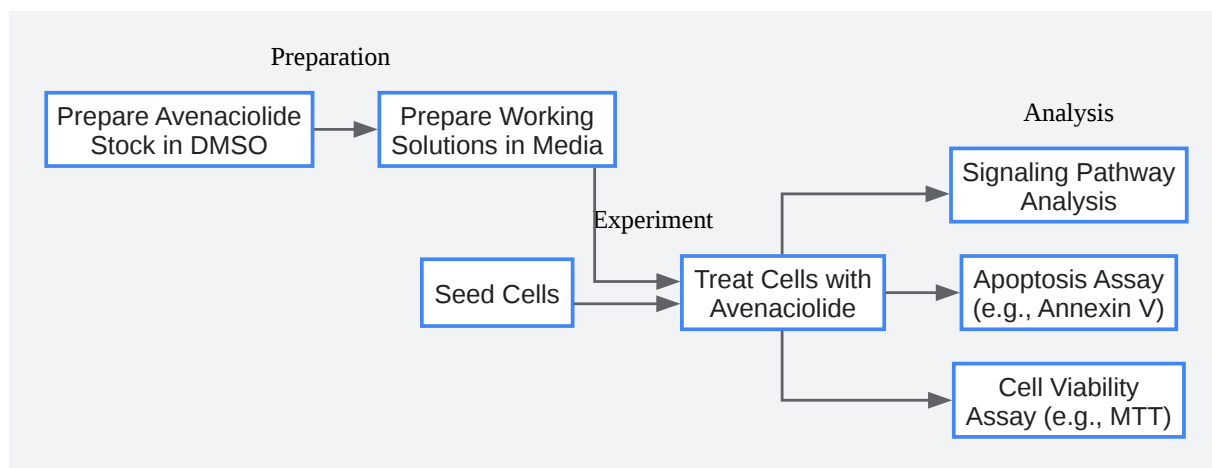 Preparation
Prepare Avenaciolide
Stock in DMSO
Prepare Working
Solutions in Media
Experiment
Seed Cells
Treat Cells with
Avenaciolide
Analysis
Signaling Pathway
Analysis
Apoptosis Assay
(e.g., Annexin V)
Cell Viability
Assay (e.g., MTT)